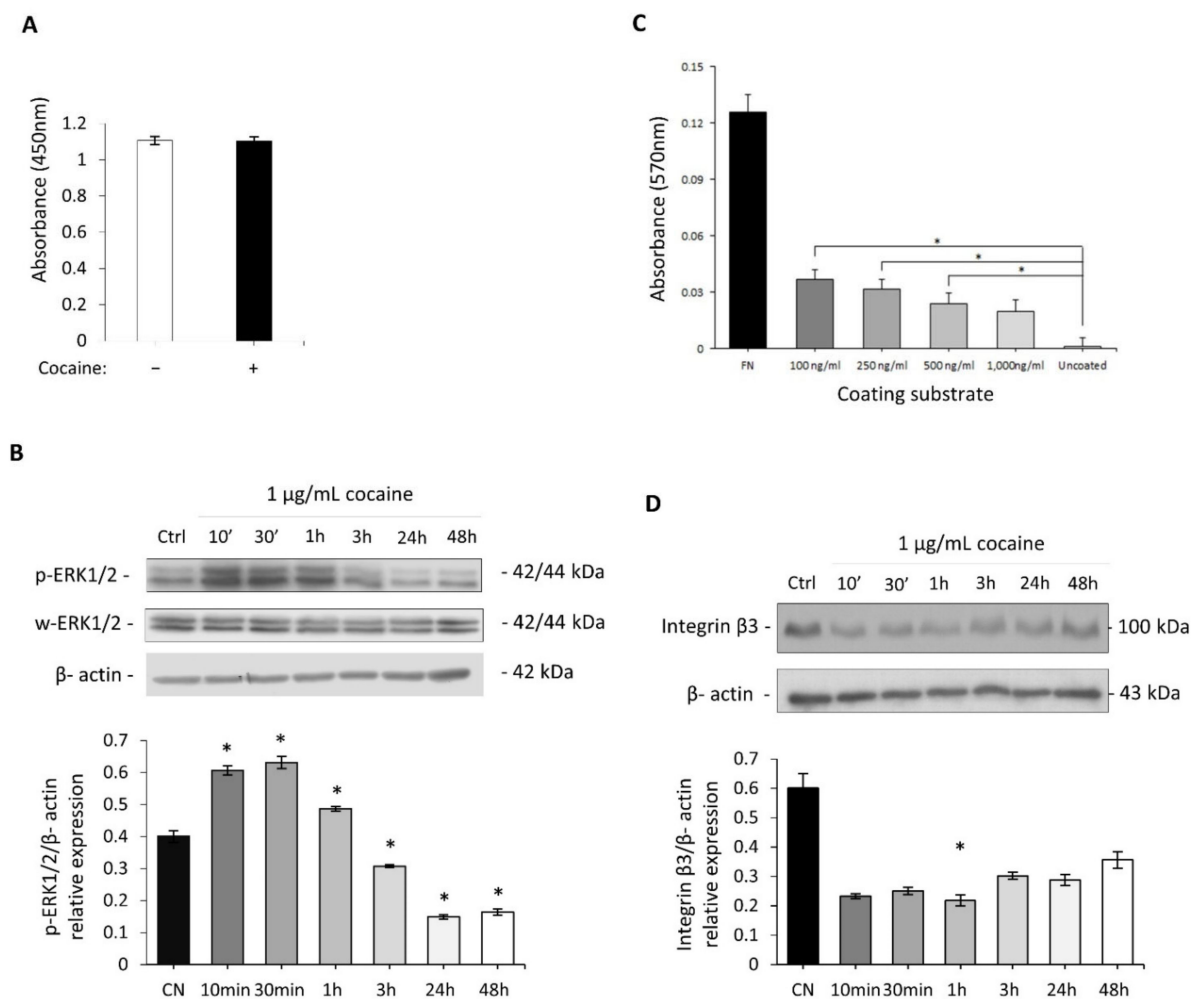 A
Absorbance (450nm)
1.2
1
0.8
0.6
0.4
0.2
0
Cocaine: – +
C
Absorbance (570nm)
0.15
0.12
0.09
0.06
0.03
0
*
*
*
FN 100 ng/ml 250 ng/ml 500 ng/ml 1,000ng/ml Uncoated
Coating substrate
B
1 µg/mL cocaine
Ctrl 10’ 30’ 1h 3h 24h 48h
p-ERK1/2 - - 42/44 kDa
w-ERK1/2 - - 42/44 kDa
β- actin - - 42 kDa
p-ERK1/2/β- actin
relative expression
0.7
0.6
0.5
0.4
0.3
0.2
0.1
0
* * * * * *
CN 10min 30min 1h 3h 24h 48h
D
1 µg/mL cocaine
Ctrl 10’ 30’ 1h 3h 24h 48h
Integrin β3 - - 100 kDa
β- actin - - 43 kDa
Integrin β3/β- actin
relative expression
0.7
0.6
0.5
0.4
0.3
0.2
0.1
0
*
CN 10min 30min 1h 3h 24h 48h